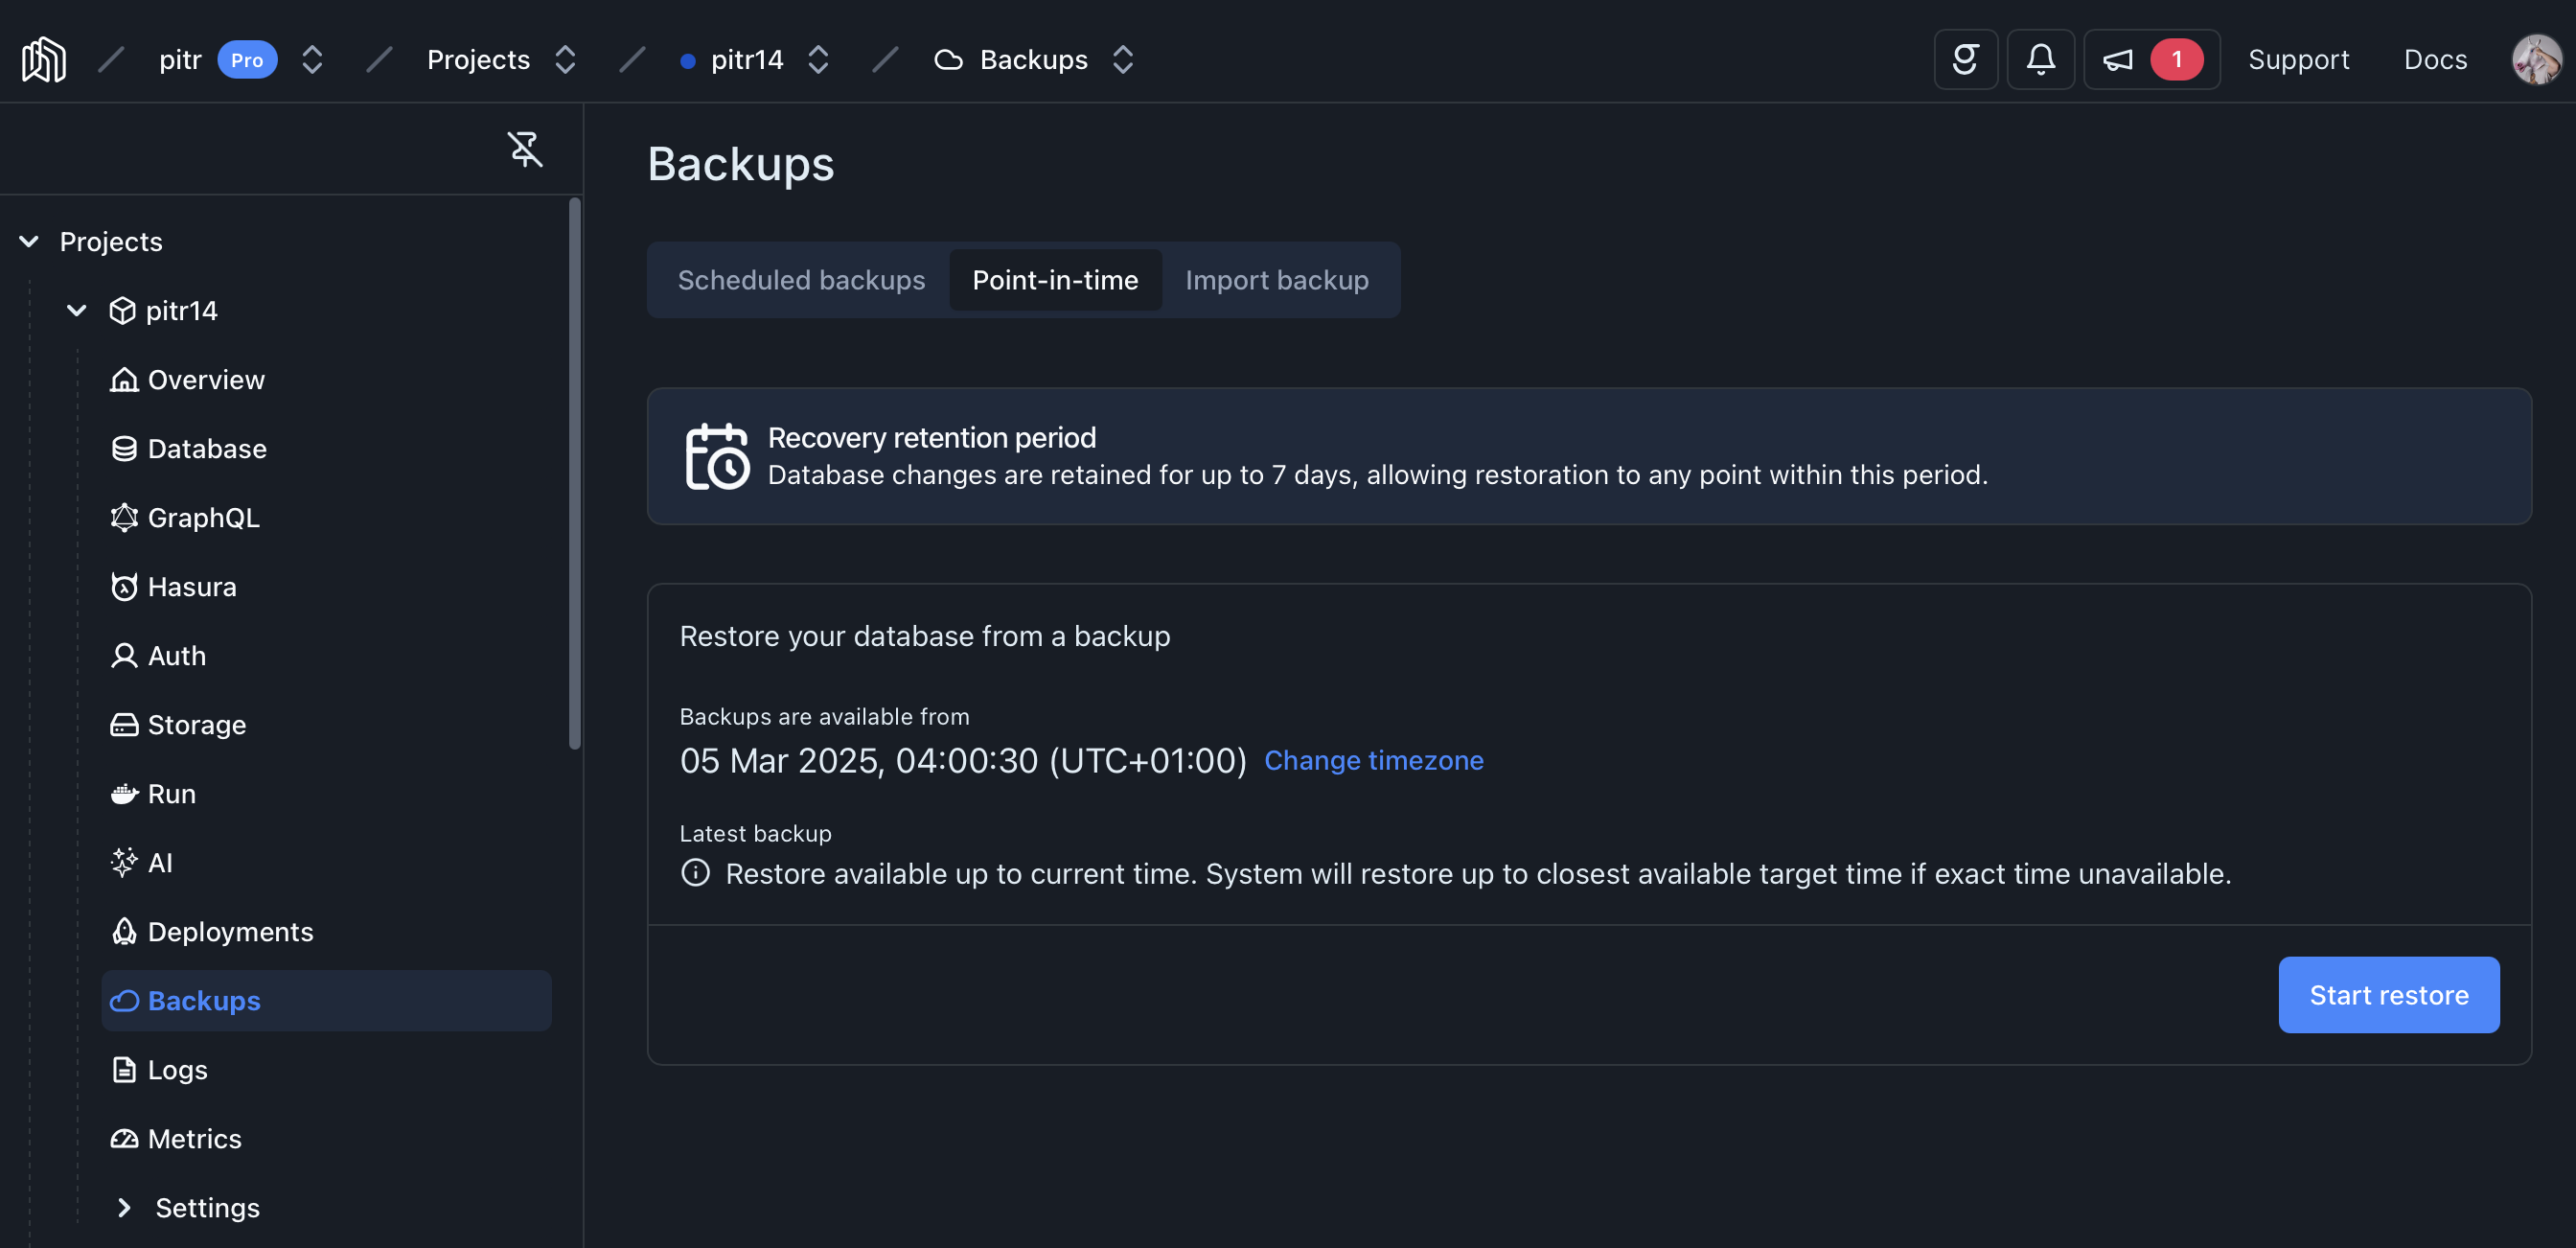 pitr Pro
Projects
pitr14
Backups
1
Support
Docs
Projects
pitr14
Overview
Database
GraphQL
Hasura
Auth
Storage
Run
AI
Deployments
Backups
Logs
Metrics
Settings
Backups
Scheduled backups
Point-in-time
Import backup
Recovery retention period
Database changes are retained for up to 7 days, allowing restoration to any point within this period.
Restore your database from a backup
Backups are available from
05 Mar 2025, 04:00:30 (UTC+01:00) Change timezone
Latest backup
Restore available up to current time. System will restore up to closest available target time if exact time unavailable.
Start restore